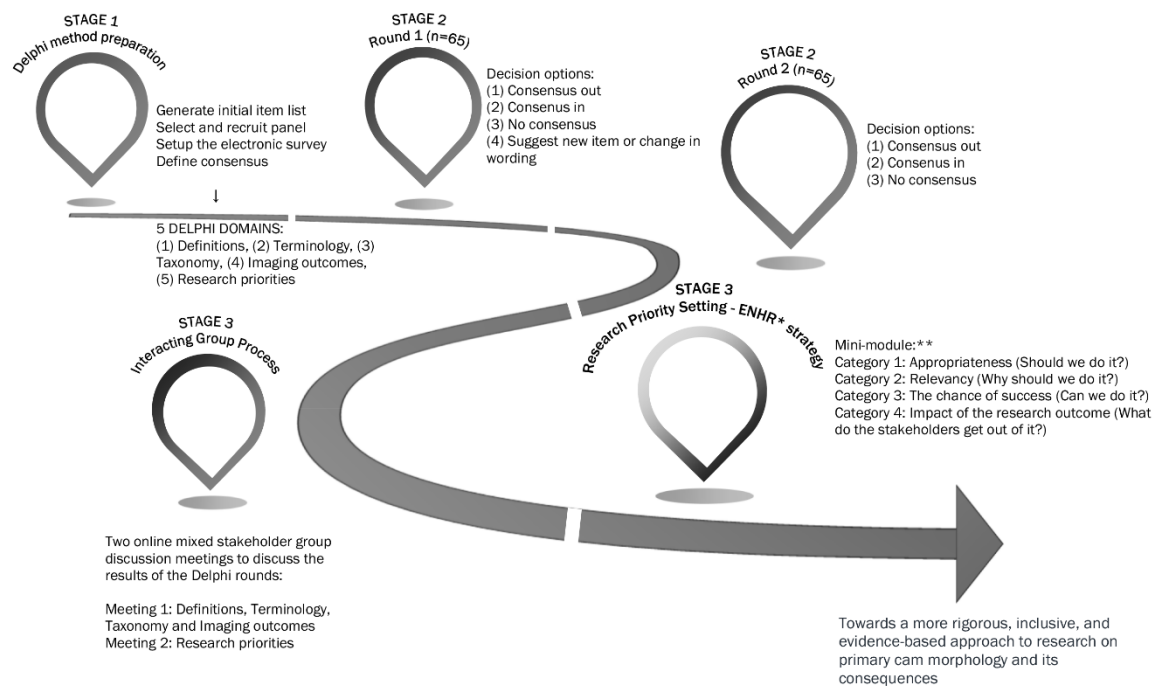 STAGE 1
Delphi method preparation
Generate initial item list
Select and recruit panel
Setup the electronic survey
Define consensus
↓
5 DELPHI DOMAINS:
(1) Definitions, (2) Terminology, (3)
Taxonomy, (4) Imaging outcomes,
(5) Research priorities
STAGE 2
Round 1 (n=65)
Decision options:
(1) Consensus out
(2) Consenus in
(3) No consensus
(4) Suggest new item or change in
wording
STAGE 2
Round 2 (n=65)
Decision options:
(1) Consensus out
(2) Consenus in
(3) No consensus
STAGE 3
Interacting Group Process
Two online mixed stakeholder group
discussion meetings to discuss the
results of the Delphi rounds:
Meeting 1: Definitions, Terminology,
Taxonomy and Imaging outcomes
Meeting 2: Research priorities
STAGE 3
Research Priority Setting - ENHR* strategy
Mini-module:**
Category 1: Appropriateness (Should we do it?)
Category 2: Relevancy (Why should we do it?)
Category 3: The chance of success (Can we do it?)
Category 4: Impact of the research outcome (What
do the stakeholders get out of it?)
Towards a more rigorous, inclusive, and
evidence-based approach to research on
primary cam morphology and its
consequences